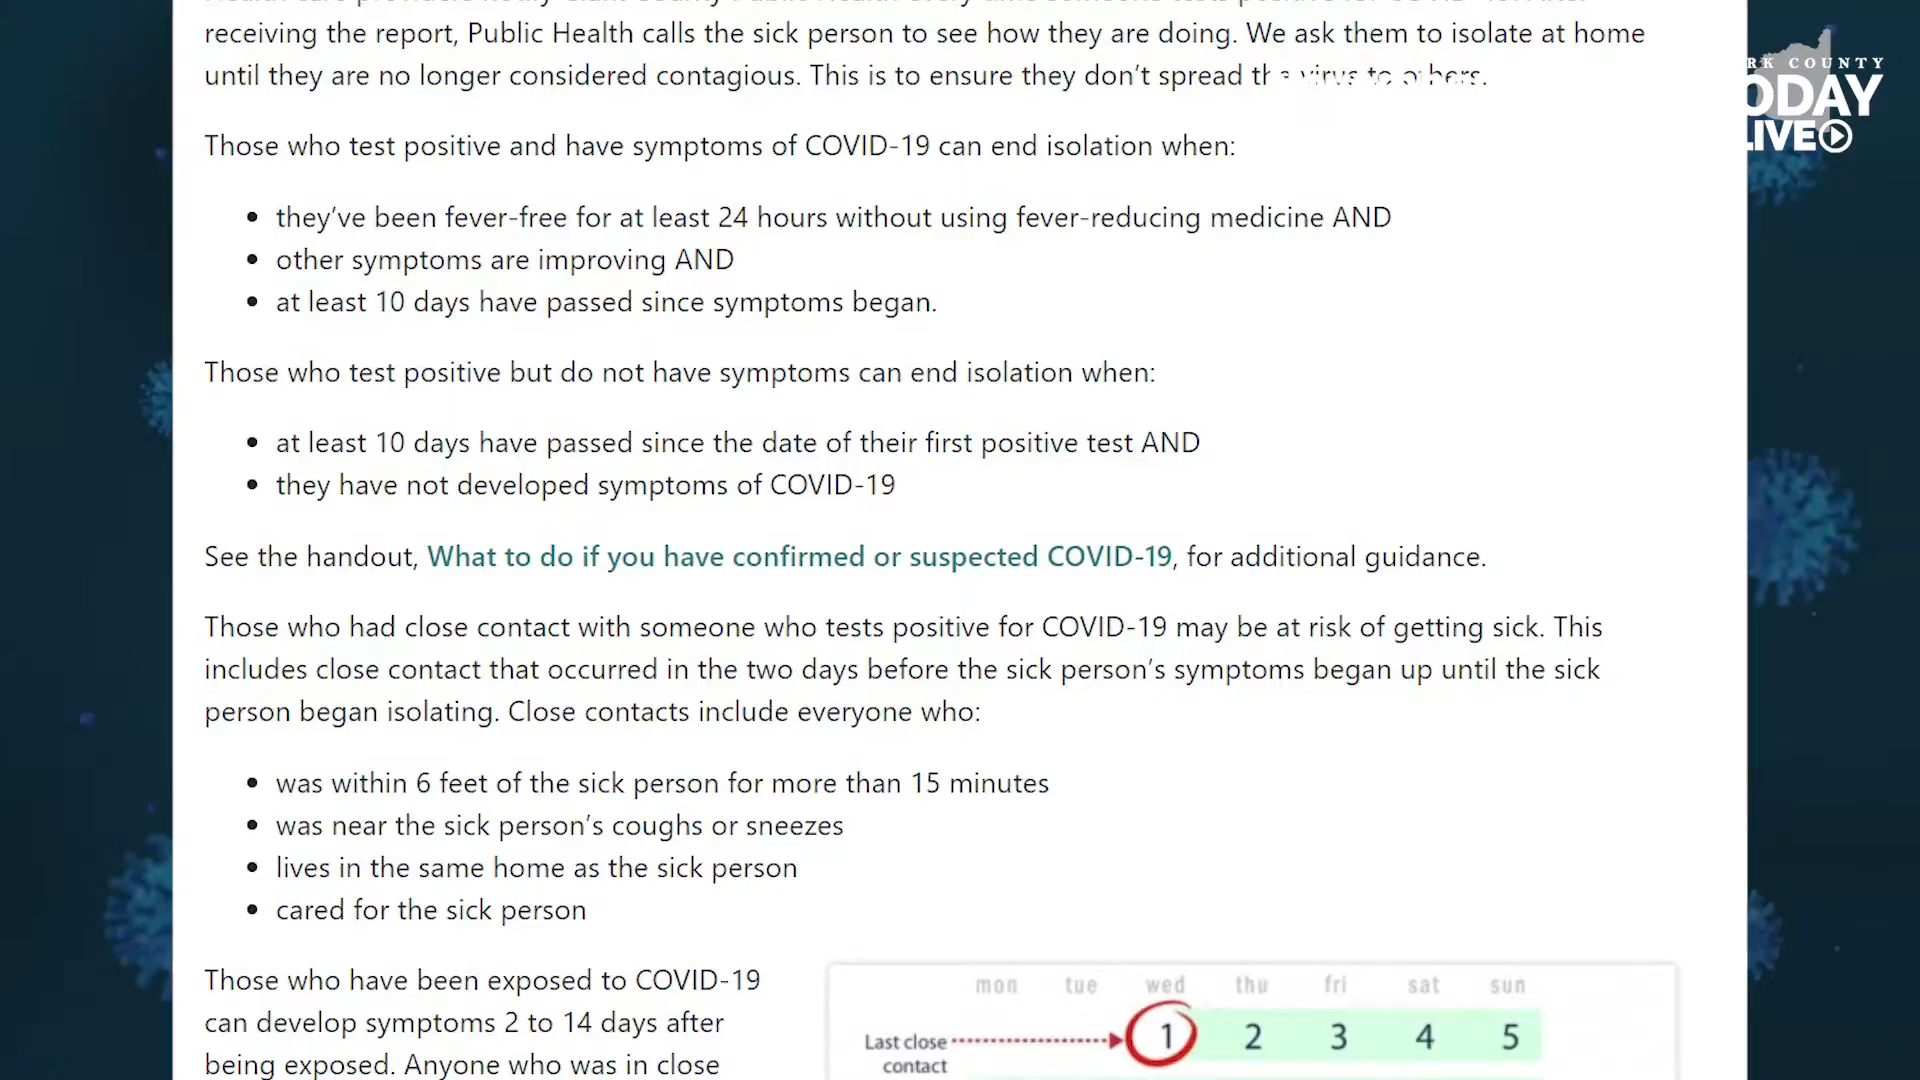 receiving the report, Public Health calls the sick person to see how they are doing. We ask them to isolate at home
until they are no longer considered contagious. This is to ensure they don't spread the virus to others.
RK COUNTY
ODAY
LIVE
Those who test positive and have symptoms of COVID-19 can end isolation when:
• they've been fever-free for at least 24 hours without using fever-reducing medicine AND
• other symptoms are improving AND
• at least 10 days have passed since symptoms began.
Those who test positive but do not have symptoms can end isolation when:
• at least 10 days have passed since the date of their first positive test AND
• they have not developed symptoms of COVID-19
See the handout, What to do if you have confirmed or suspected COVID-19, for additional guidance.
Those who had close contact with someone who tests positive for COVID-19 may be at risk of getting sick. This
includes close contact that occurred in the two days before the sick person's symptoms began up until the sick
person began isolating. Close contacts include everyone who:
• was within 6 feet of the sick person for more than 15 minutes
• was near the sick person's coughs or sneezes
• lives in the same home as the sick person
• cared for the sick person
Those who have been exposed to COVID-19
can develop symptoms 2 to 14 days after
being exposed. Anyone who was in close
mon tue wed thu fri sat sun
Last close
contact
1 2 3 4 5